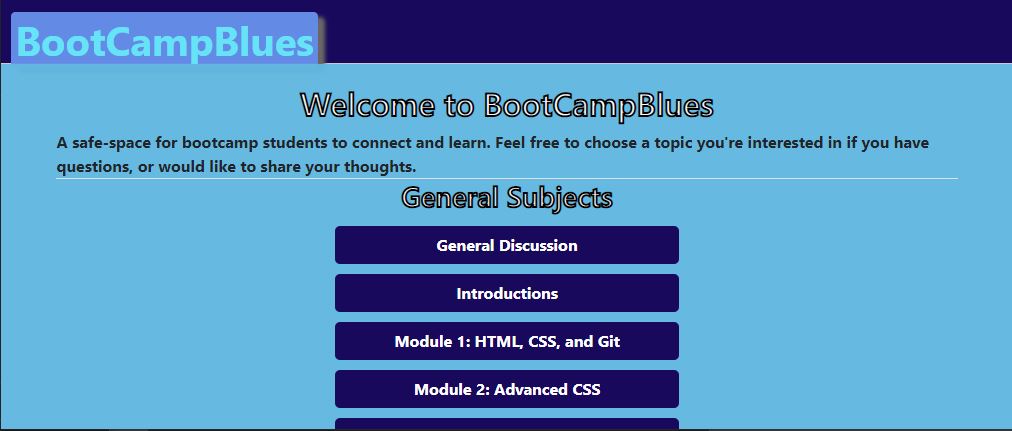 BootCampBlues
Welcome to BootCampBlues
A safe-space for bootcamp students to connect and learn. Feel free to choose a topic you're interested in if you have
questions, or would like to share your thoughts.
General Subjects
General Discussion
Introductions
Module 1: HTML, CSS, and Git
Module 2: Advanced CSS